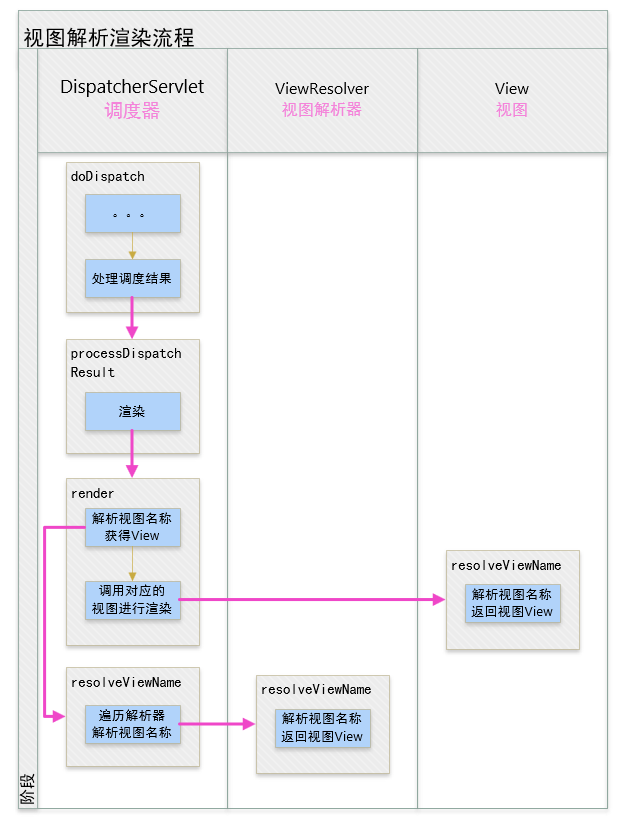 视图解析渲染流程
DispatcherServlet
调度器
ViewResolver
视图解析器
View
视图
doDispatch
。。。
处理调度结果
processDispatch
Result
渲染
render
解析视图名称
获得View
调用对应的
视图进行渲染
resolveViewName
解析视图名称
返回视图View
resolveViewName
遍历解析器
解析视图名称
resolveViewName
解析视图名称
返回视图View
阶段